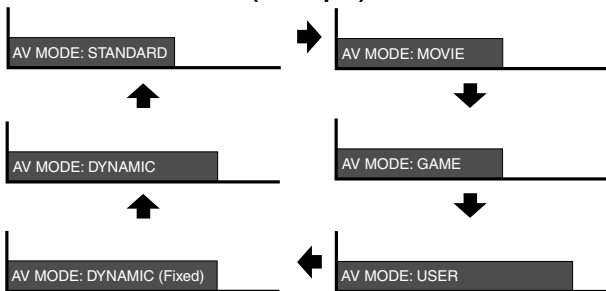 AV MODE: STANDARD
AV MODE: MOVIE
AV MODE: DYNAMIC
AV MODE: GAME
AV MODE: DYNAMIC (Fixed)
AV MODE: USER